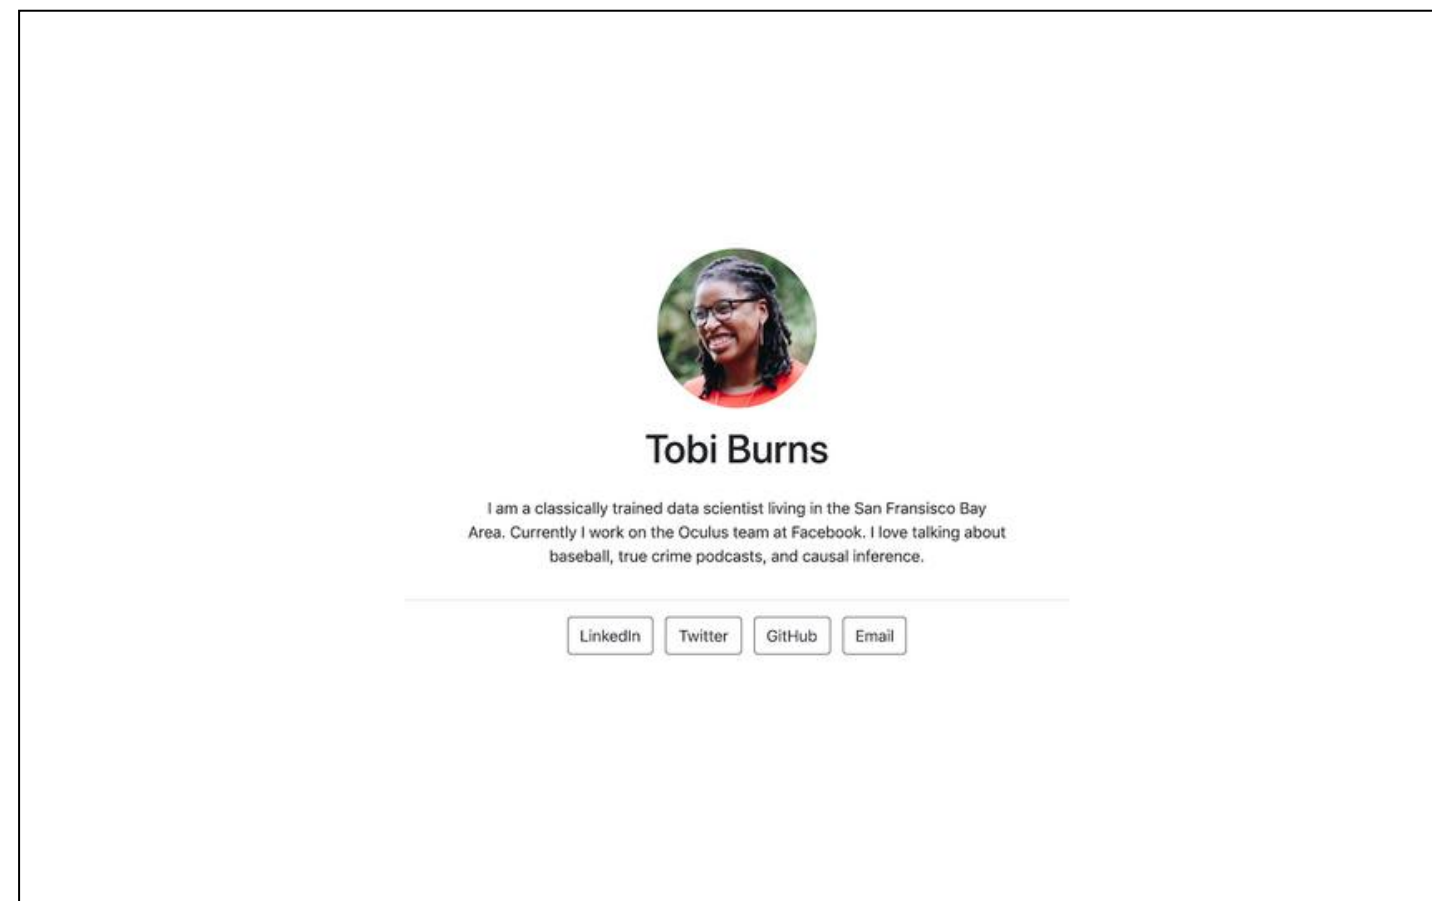 Tobi Burns
I am a classically trained data scientist living in the San Fransisco Bay
Area. Currently I work on the Oculus team at Facebook. I love talking about
baseball, true crime podcasts, and causal inference.
LinkedIn Twitter GitHub Email